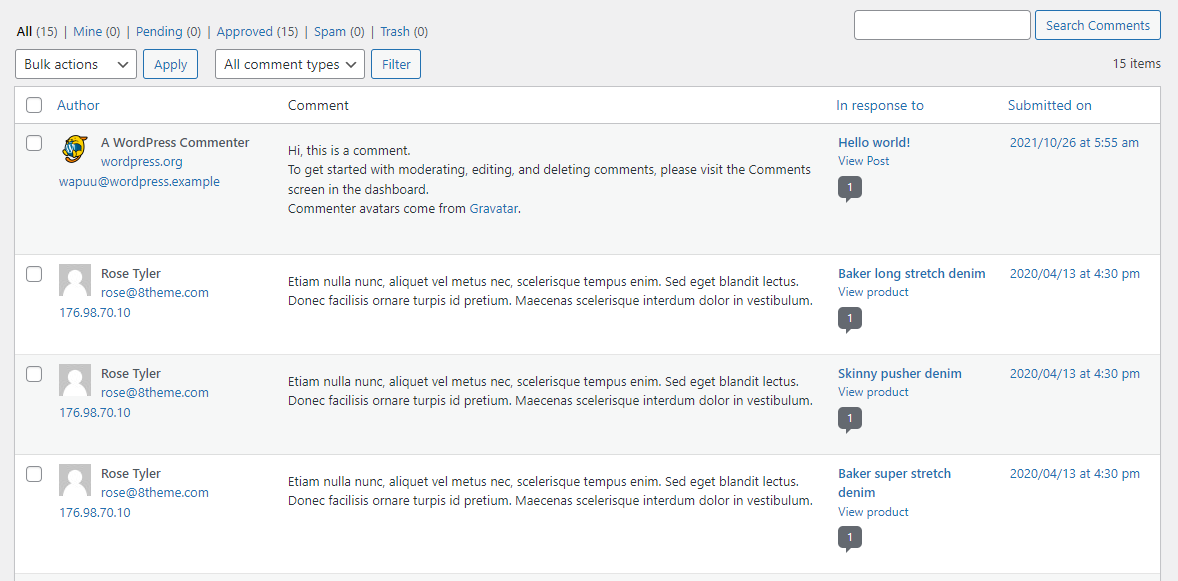 All (15) | Mine (0) | Pending (0) | Approved (15) | Spam (0) | Trash (0)
Search Comments
Bulk actions Apply All comment types Filter 15 items
Author Comment In response to Submitted on
A WordPress Commenter
wordpress.org
wapuu@wordpress.example
Hi, this is a comment.
To get started with moderating, editing, and deleting comments, please visit the Comments
screen in the dashboard.
Commenter avatars come from Gravatar.
Hello world!
View Post
1
2021/10/26 at 5:55 am
Rose Tyler
rose@8theme.com
176.98.70.10
Etiam nulla nunc, aliquet vel metus nec, scelerisque tempus enim. Sed eget blandit lectus.
Donec facilisis ornare turpis id pretium. Maecenas scelerisque interdum dolor in vestibulum.
Baker long stretch denim
View product
1
2020/04/13 at 4:30 pm
Rose Tyler
rose@8theme.com
176.98.70.10
Etiam nulla nunc, aliquet vel metus nec, scelerisque tempus enim. Sed eget blandit lectus.
Donec facilisis ornare turpis id pretium. Maecenas scelerisque interdum dolor in vestibulum.
Skinny pusher denim
View product
1
2020/04/13 at 4:30 pm
Rose Tyler
rose@8theme.com
176.98.70.10
Etiam nulla nunc, aliquet vel metus nec, scelerisque tempus enim. Sed eget blandit lectus.
Donec facilisis ornare turpis id pretium. Maecenas scelerisque interdum dolor in vestibulum.
Baker super stretch
denim
View product
1
2020/04/13 at 4:30 pm